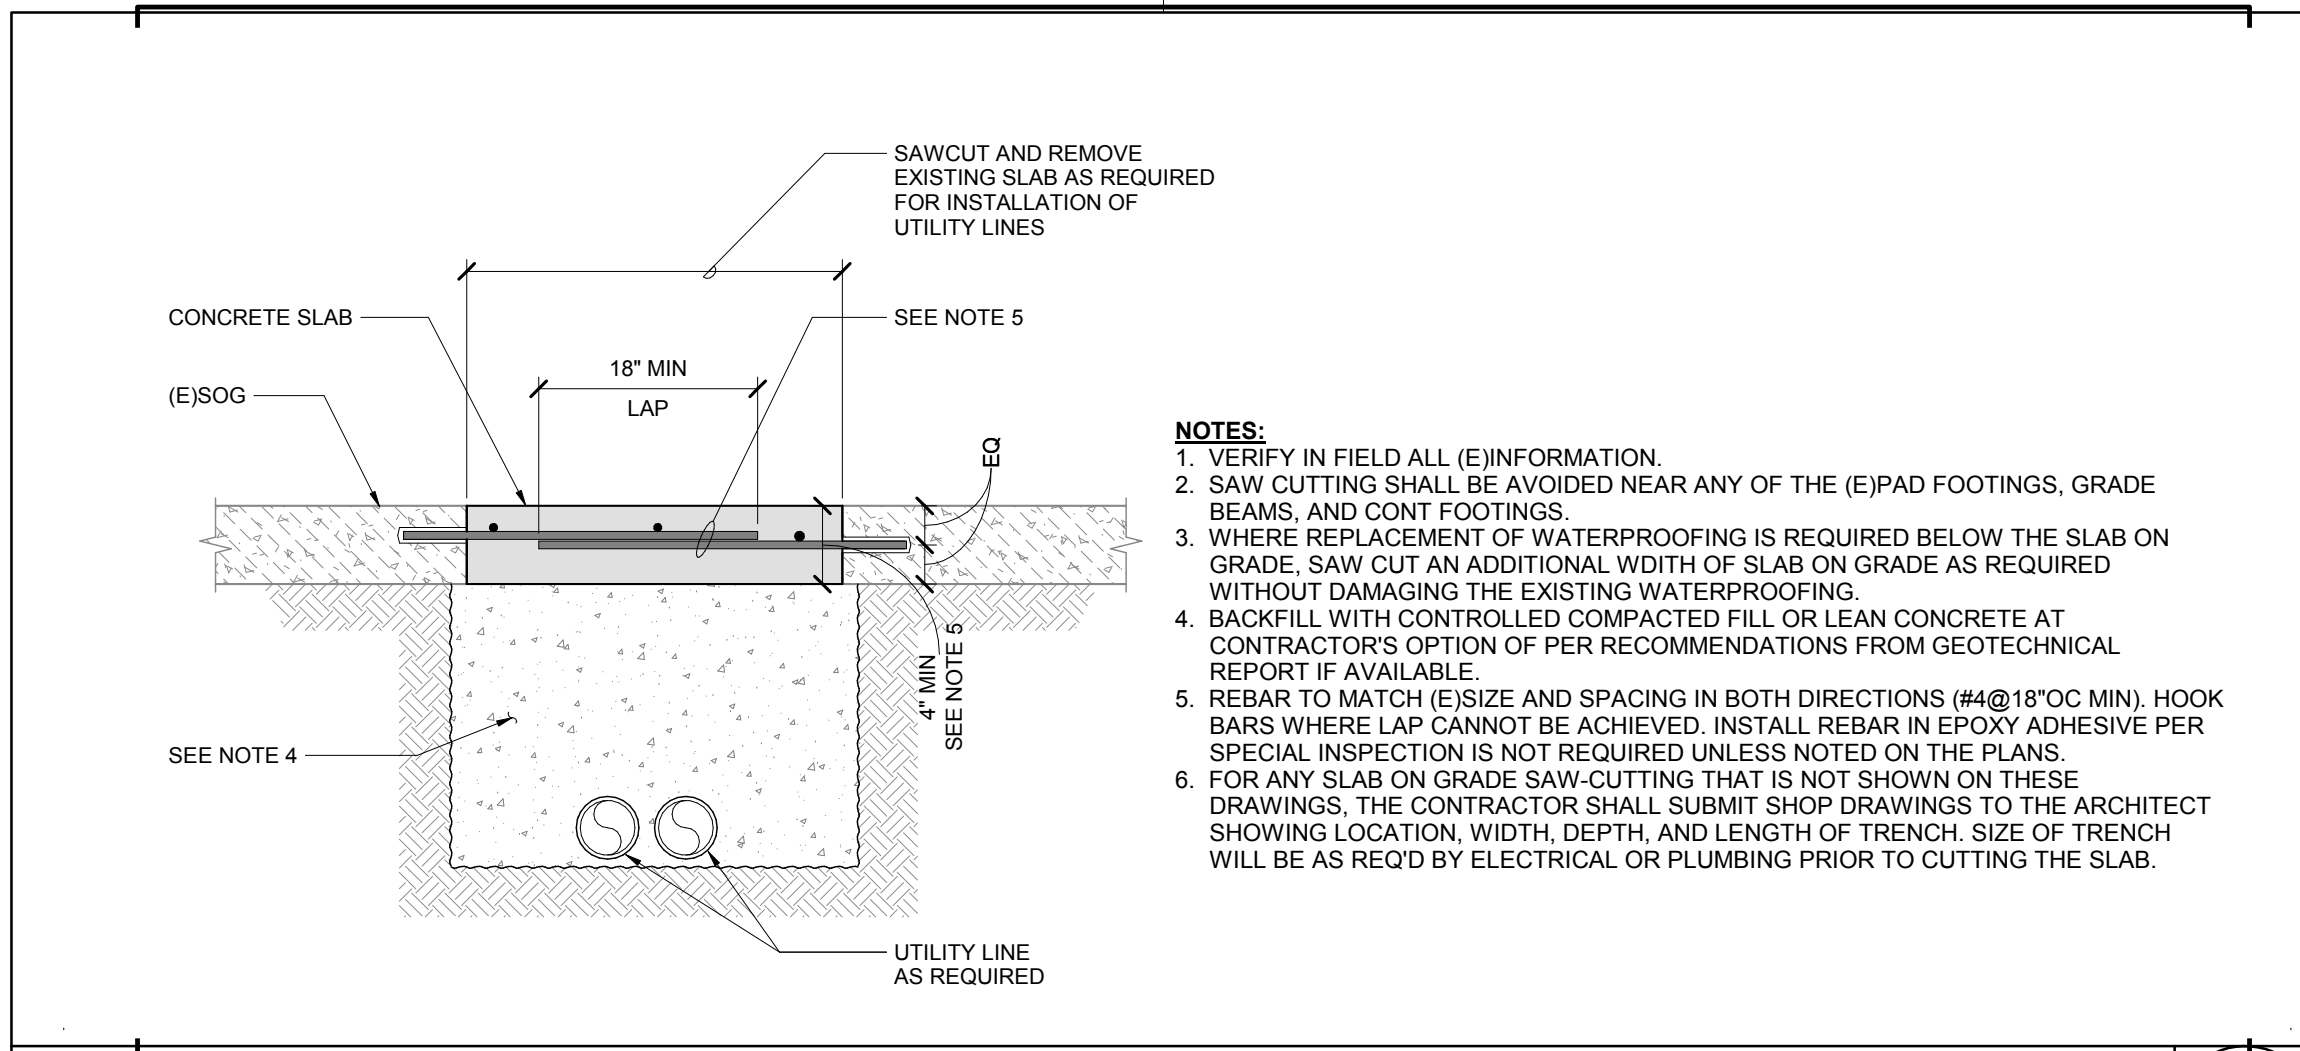 SAWCUT AND REMOVE
EXISTING SLAB AS REQUIRED
FOR INSTALLATION OF
UTILITY LINES
CONCRETE SLAB
SEE NOTE 5
18" MIN
LAP
(E)SOG
EQ
4" MIN
SEE NOTE 5
SEE NOTE 4
UTILITY LINE
AS REQUIRED
NOTES:
1. VERIFY IN FIELD ALL (E)INFORMATION.
2. SAW CUTTING SHALL BE AVOIDED NEAR ANY OF THE (E)PAD FOOTINGS, GRADE
BEAMS, AND CONT FOOTINGS.
3. WHERE REPLACEMENT OF WATERPROOFING IS REQUIRED BELOW THE SLAB ON
GRADE, SAW CUT AN ADDITIONAL WDITH OF SLAB ON GRADE AS REQUIRED
WITHOUT DAMAGING THE EXISTING WATERPROOFING.
4. BACKFILL WITH CONTROLLED COMPACTED FILL OR LEAN CONCRETE AT
CONTRACTOR'S OPTION OF PER RECOMMENDATIONS FROM GEOTECHNICAL
REPORT IF AVAILABLE.
5. REBAR TO MATCH (E)SIZE AND SPACING IN BOTH DIRECTIONS (#4@18"OC MIN). HOOK
BARS WHERE LAP CANNOT BE ACHIEVED. INSTALL REBAR IN EPOXY ADHESIVE PER
SPECIAL INSPECTION IS NOT REQUIRED UNLESS NOTED ON THE PLANS.
6. FOR ANY SLAB ON GRADE SAW-CUTTING THAT IS NOT SHOWN ON THESE
DRAWINGS, THE CONTRACTOR SHALL SUBMIT SHOP DRAWINGS TO THE ARCHITECT
SHOWING LOCATION, WIDTH, DEPTH, AND LENGTH OF TRENCH. SIZE OF TRENCH
WILL BE AS REQ'D BY ELECTRICAL OR PLUMBING PRIOR TO CUTTING THE SLAB.